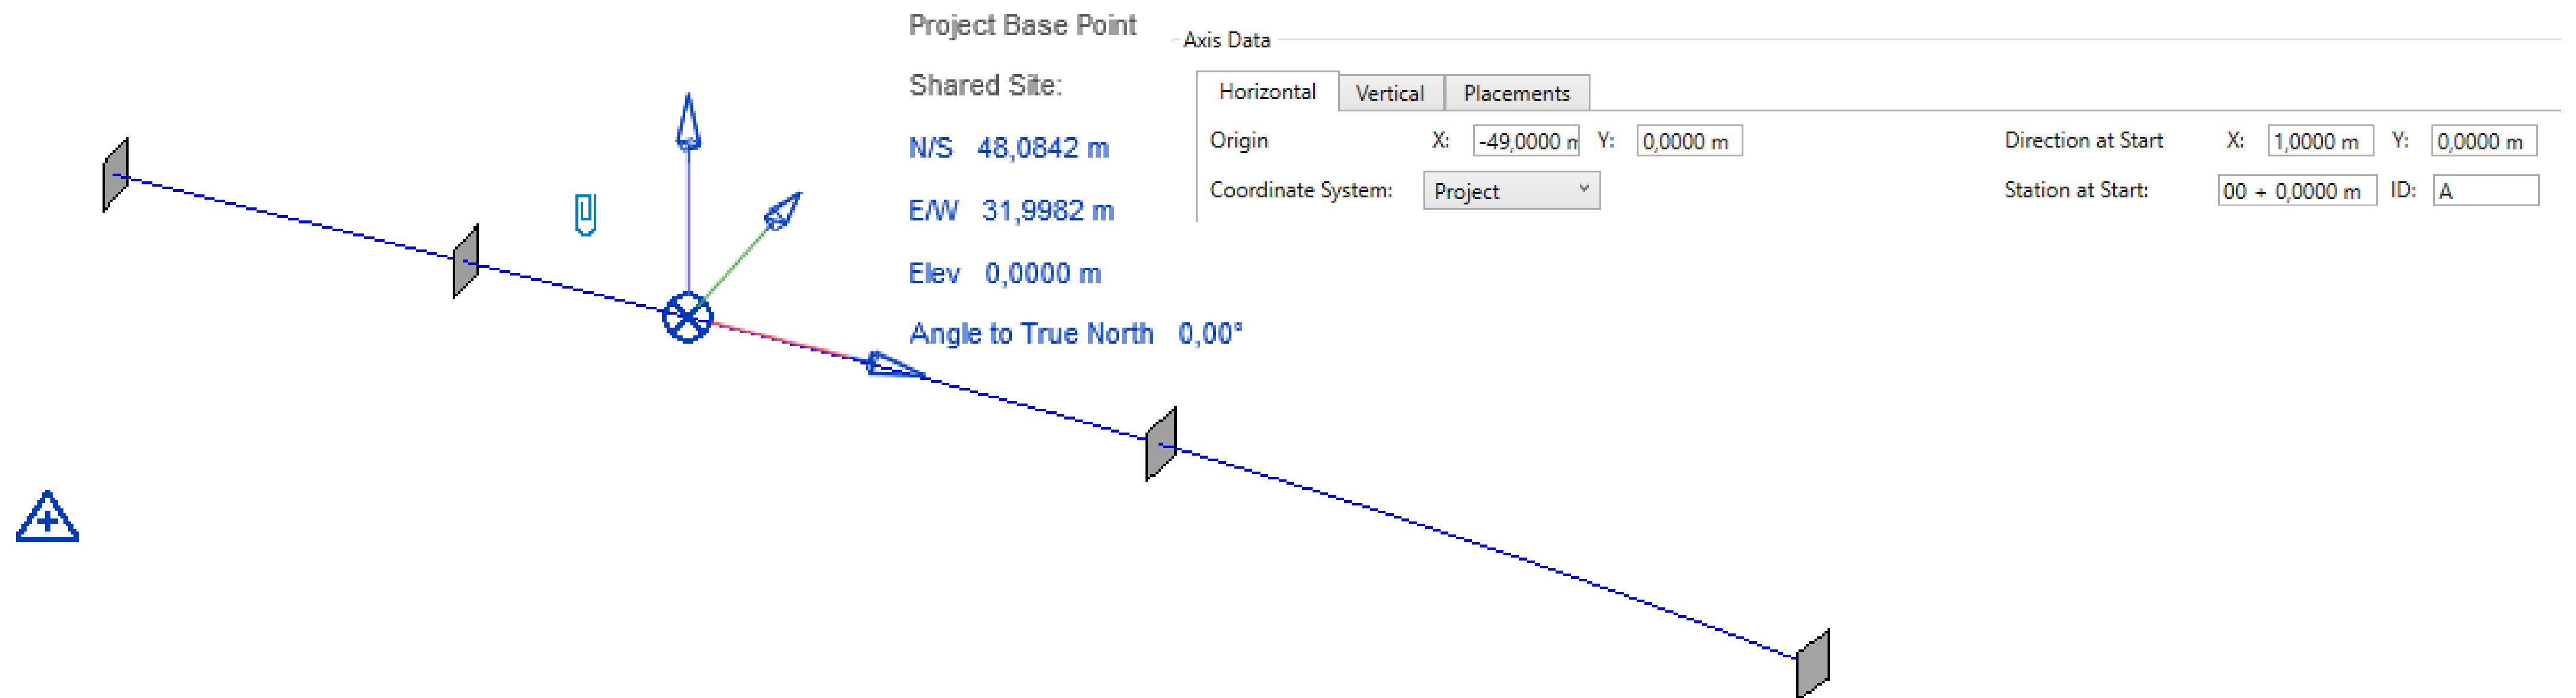 Project Base Point
Shared Site:
N/S 48,0842 m
E/W 31,9982 m
Elev 0,0000 m
Angle to True North 0,00°
Axis Data
Horizontal Vertical Placements
Origin X: -49,0000 m Y: 0,0000 m Direction at Start X: 1,0000 m Y: 0,0000 m
Coordinate System: Project Station at Start: 00 + 0,0000 m ID: A